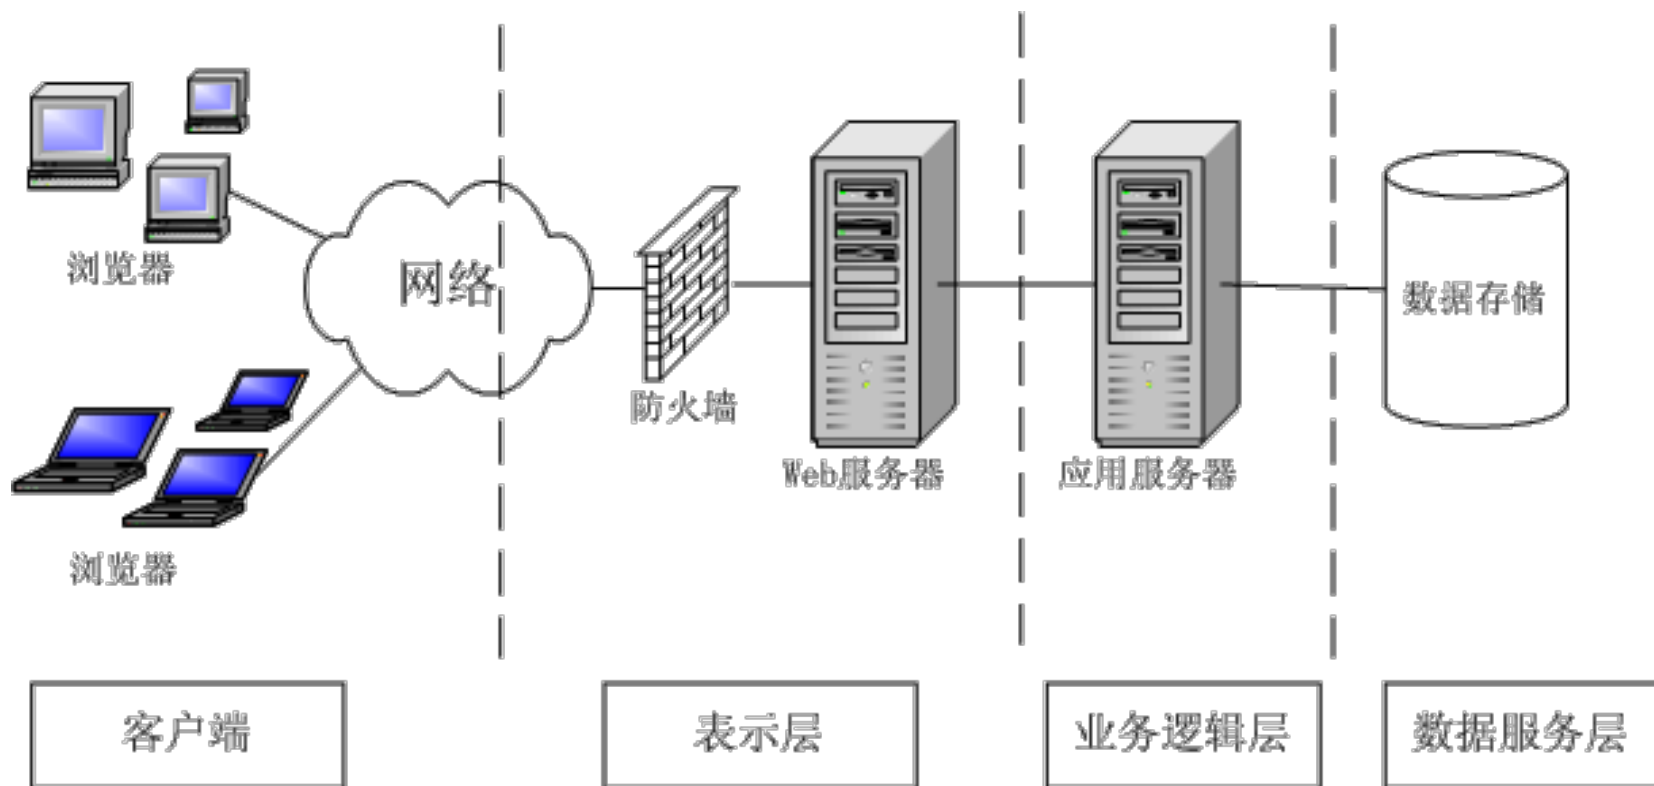 浏览器
网络
防火墙
Web服务器
应用服务器
数据存储
浏览器
客户端
表示层
业务逻辑层
数据服务层